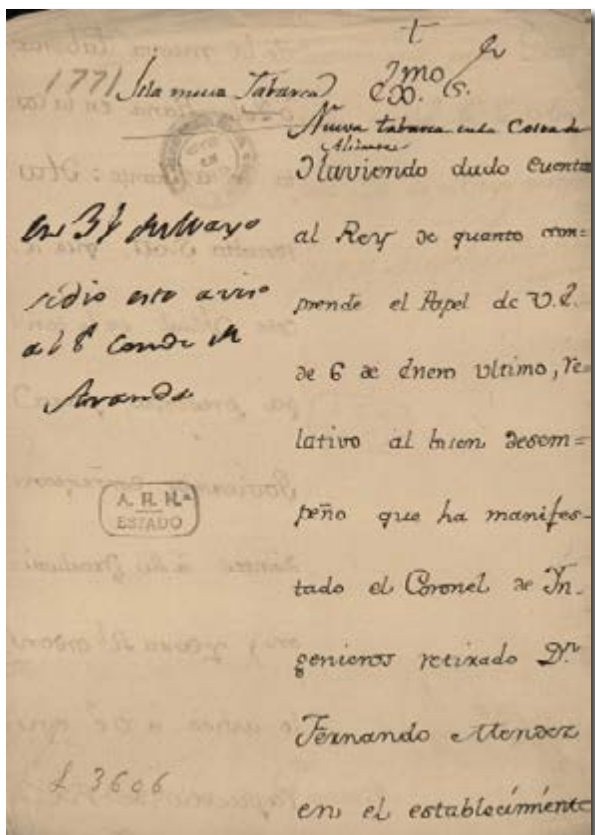 t
Exmo Sr
1771 Isla nueva Tabarca
Nueva tabarca en la Costa de
Alicante
Haviendo dado cuenta
al Rey de quanto com=
prende el Papel de V.E.
de 6 de Enero ultimo, re=
lativo al buen desem=
peño que ha manifes-
tado el Coronel de In-
genieros retirado Dn.
Fernando Mendez
en el establecimiento
En 31 de Mayo
se dio este aviso
al Sr Conde de
Aranda
A. H. N.
ESTADO
f 3606